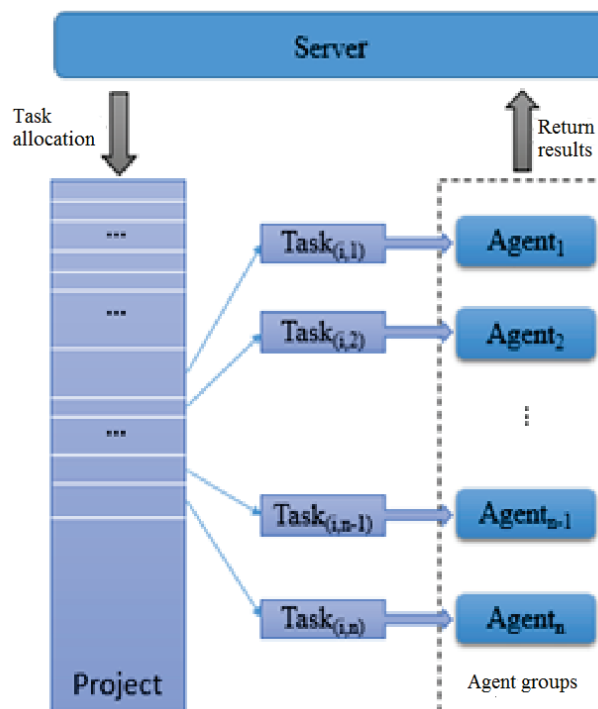 Server
Task
allocation
Return
results
...
Task(i,1)
Agent1
...
Task(i,2)
Agent2
...
...
Task(i,n-1)
Agentn-1
Task(i,n)
Agentn
Project
Agent groups